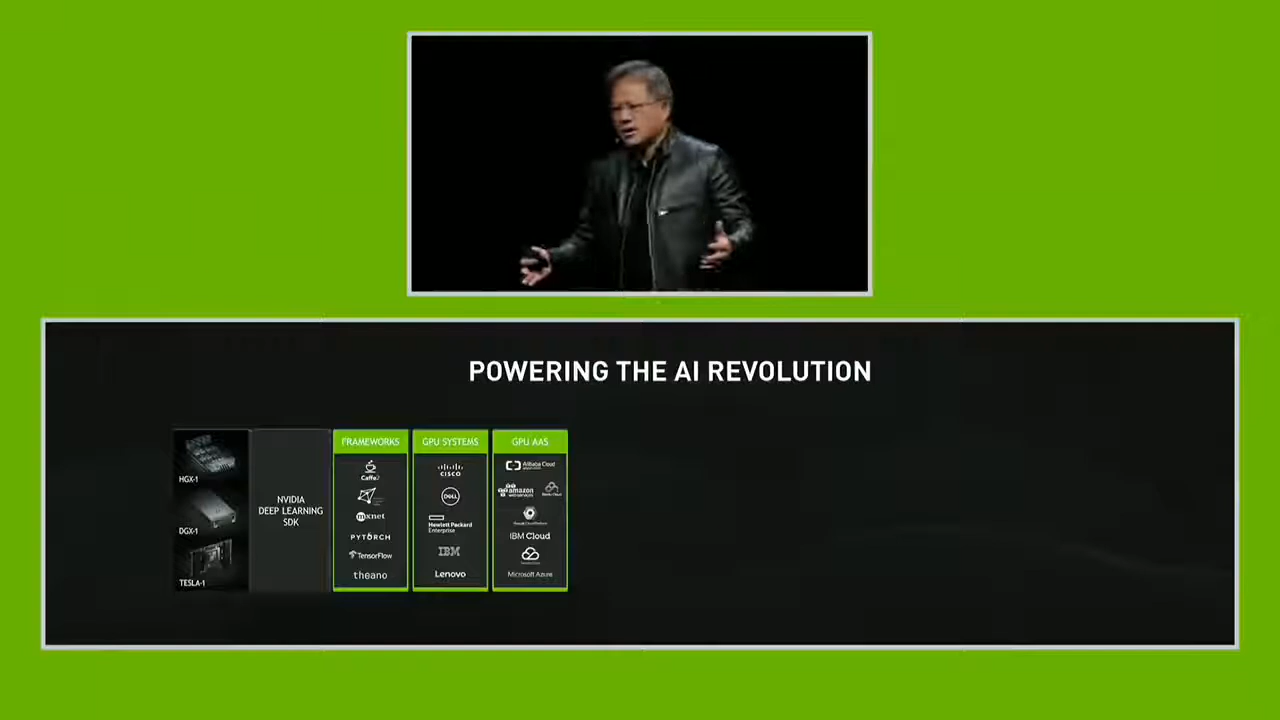 POWERING THE AI REVOLUTION
HGX-1
DGX-1
TESLA-1
NVIDIA
DEEP LEARNING
SDK
FRAMEWORKS
Caffe2
mxnet
PYTORCH
TensorFlow
theano
GPU SYSTEMS
CISCO
DELL
Hewlett Packard
Enterprise
IBM
Lenovo
GPU AAS
Alibaba Cloud
amazon
web services
IBM Cloud
Microsoft Azure